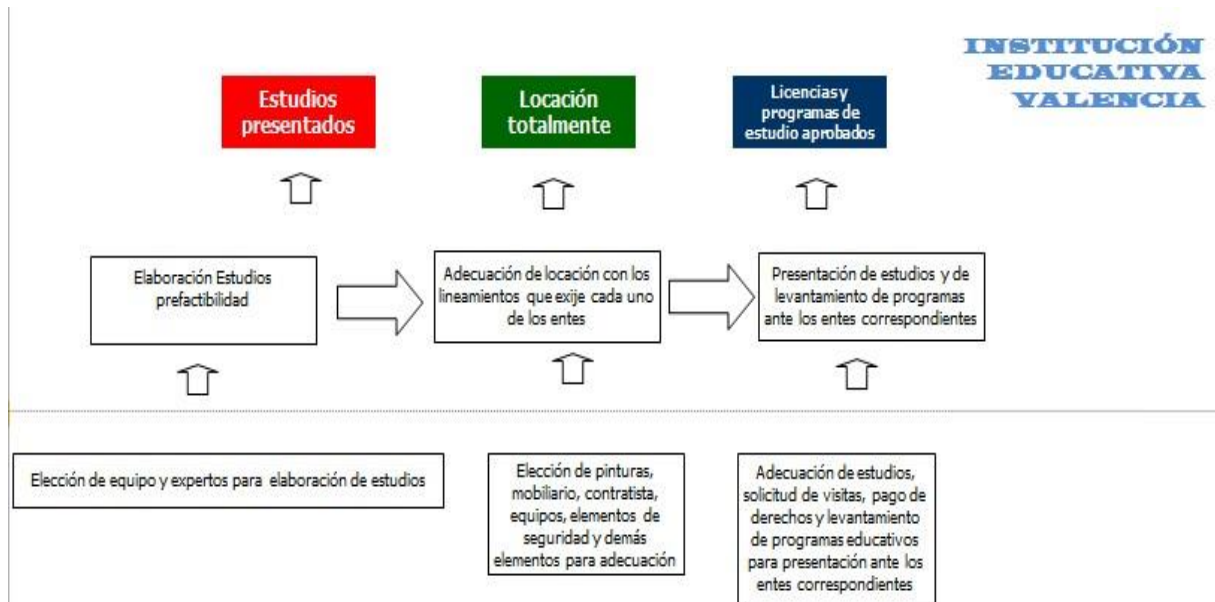 INSTITUCIÓN
EDUCATIVA
VALENCIA
Estudios
presentados
Locación
totalmente
Licencias y
programas de
estudio aprobados
Elaboración Estudios
prefactibilidad
Adecuación de locación con los
lineamientos que exije cada uno
de los entes
Presentación de estudios y de
levantamiento de programas
ante los entes correspondientes
Elección de equipo y expertos para elaboración de estudios
Elección de pinturas,
mobiliario, contratista,
equipos, elementos de
seguridad y demás
elementos para adecuación
Adecuación de estudios,
solicitud de visitas, pago de
derechos y levantamiento
de programas educativos
para presentación ante los
entes correspondientes